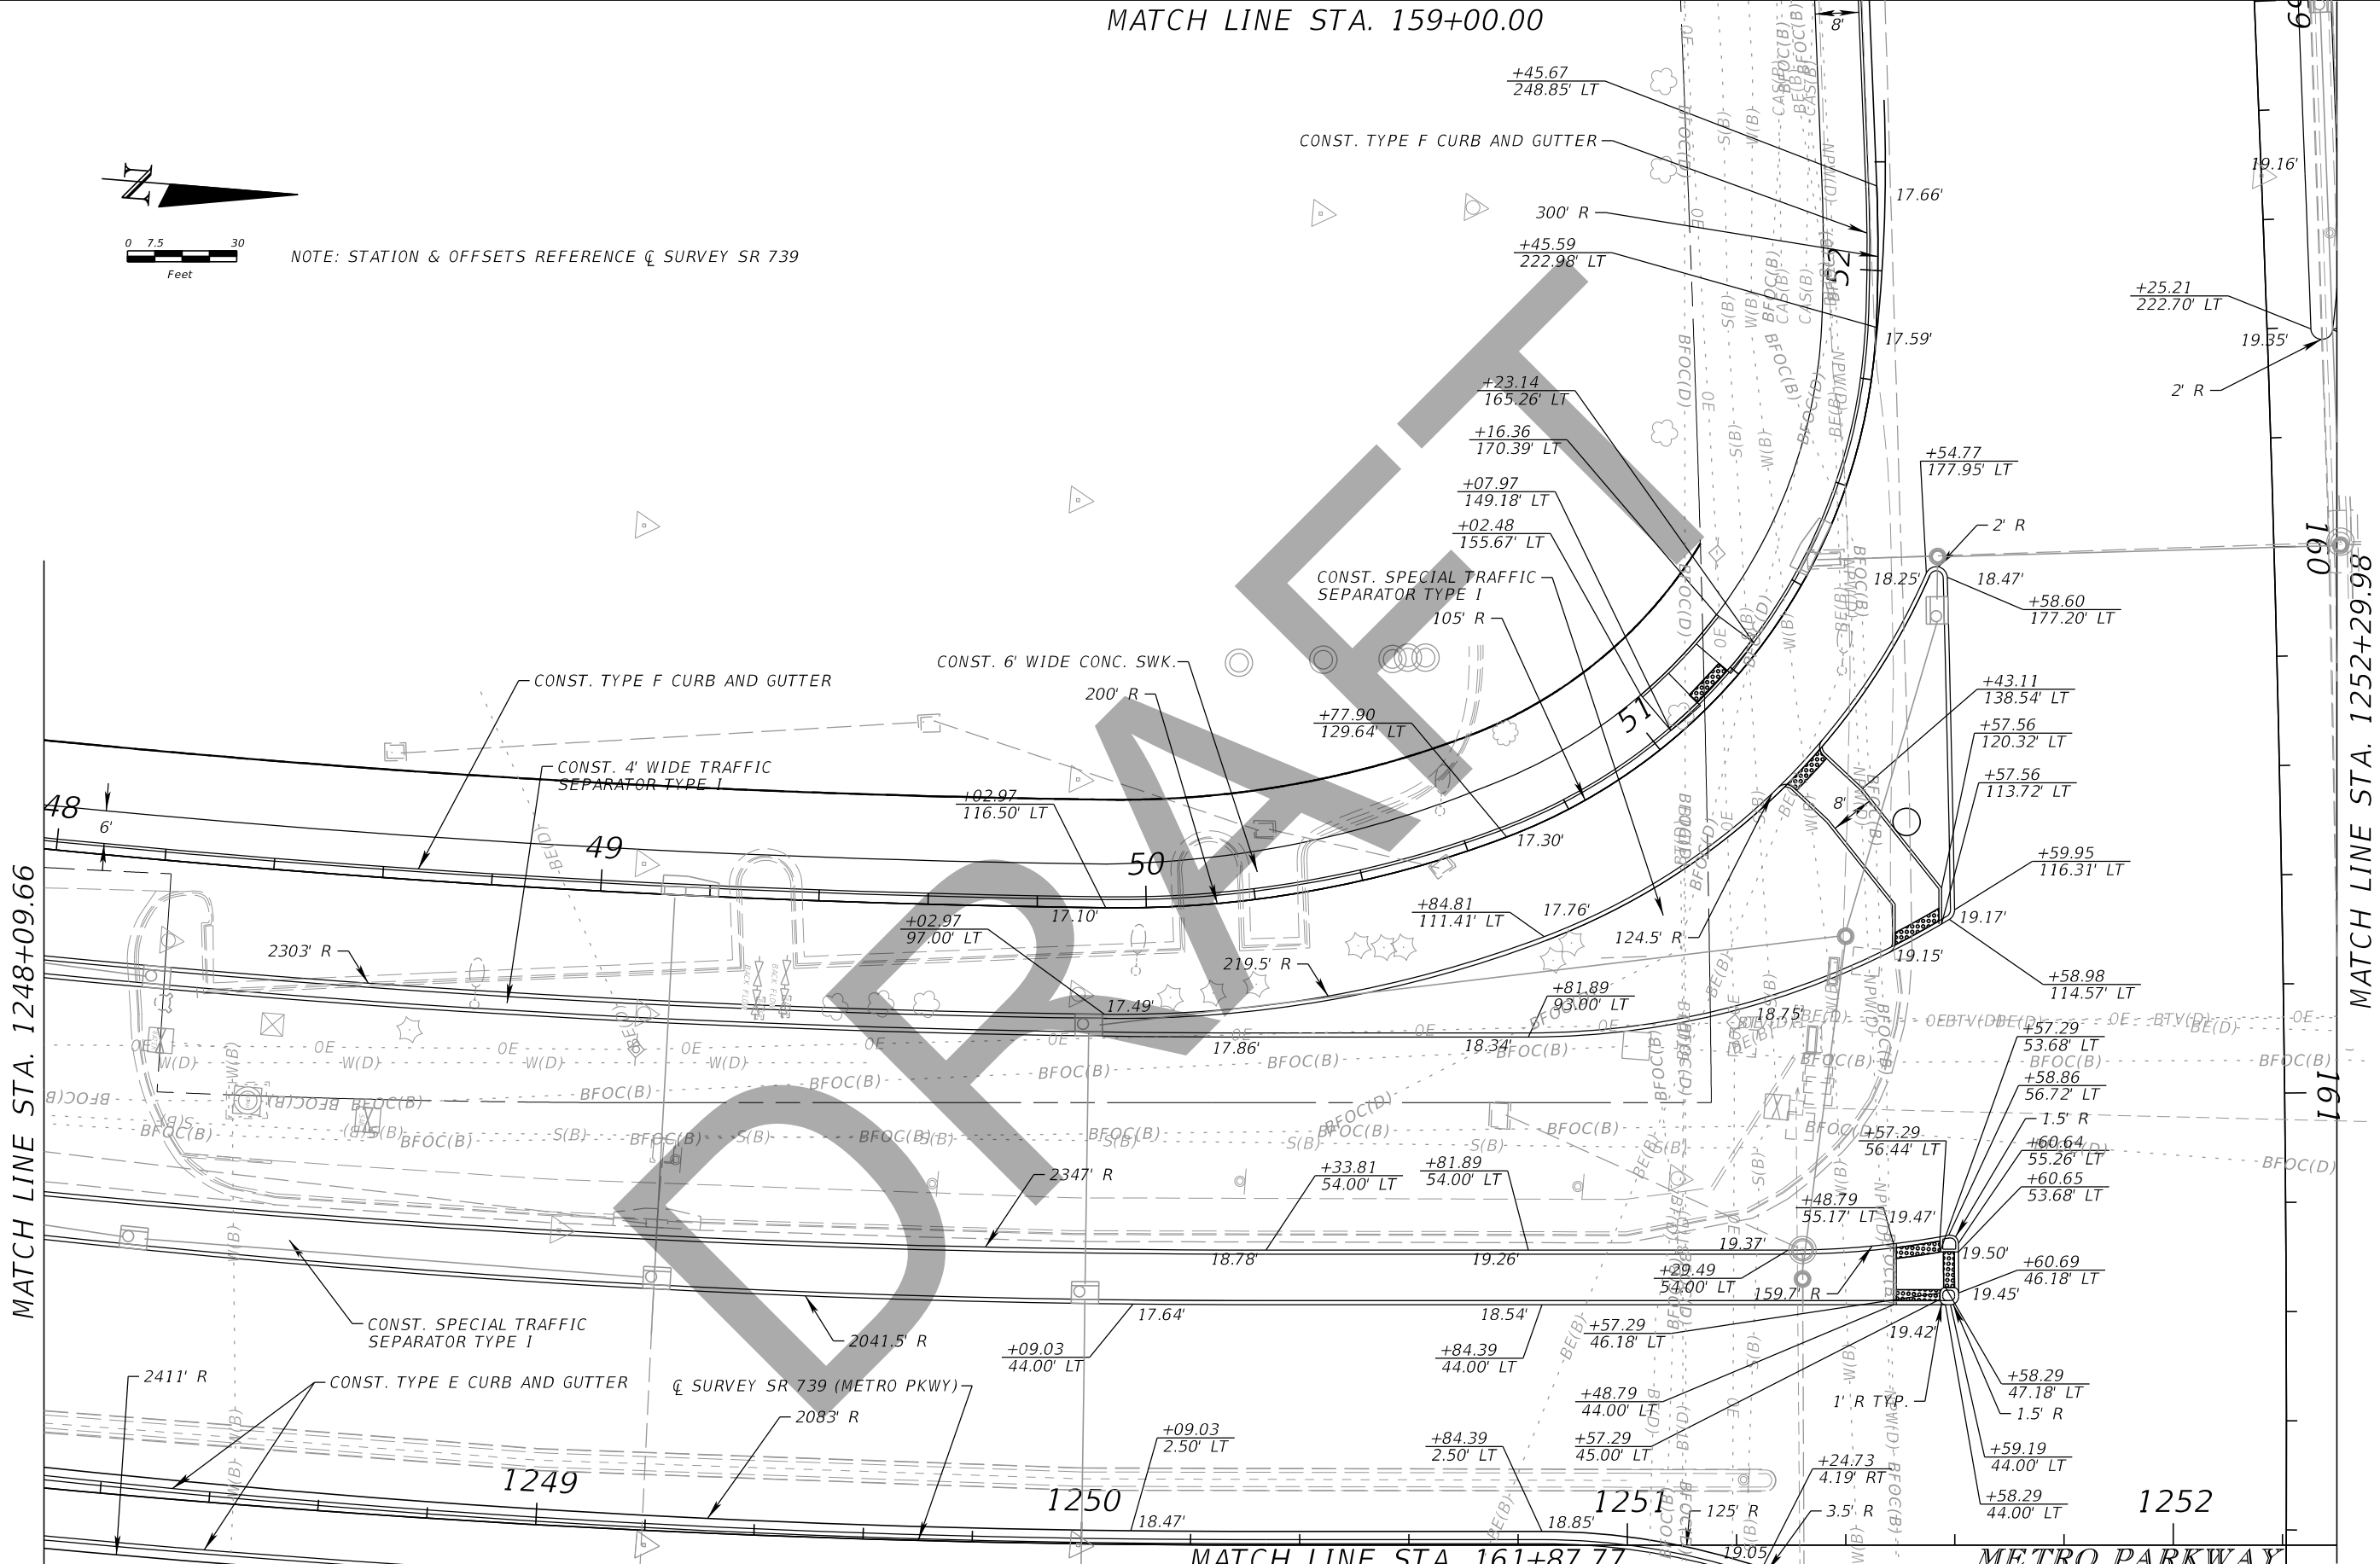 MATCH LINE STA. 159+00.00
8'
+45.67
248.85' LT
CONST. TYPE F CURB AND GUTTER
17.66'
19.16'
300' R
+45.59
222.98' LT
52
N
0 7.5 30
Feet
NOTE: STATION & OFFSETS REFERENCE ℄ SURVEY SR 739
17.59'
+25.21
222.70' LT
19.35'
2' R
+23.14
165.26' LT
+16.36
170.39' LT
+07.97
149.18' LT
+02.48
155.67' LT
CONST. SPECIAL TRAFFIC
SEPARATOR TYPE I
105' R
+54.77
177.95' LT
2' R
18.25'
18.47'
+58.60
177.20' LT
160
MATCH LINE STA. 1252+29.98
CONST. 6' WIDE CONC. SWK.
200' R
CONST. TYPE F CURB AND GUTTER
+77.90
129.64' LT
51
+43.11
138.54' LT
+57.56
120.32' LT
+57.56
113.72' LT
8'
CONST. 4' WIDE TRAFFIC
SEPARATOR TYPE I
48
6'
49
+02.97
116.50' LT
50
17.30'
+59.95
116.31' LT
MATCH LINE STA. 1248+09.66
2303' R
17.10'
+02.97
97.00' LT
+84.81
111.41' LT
17.76'
124.5' R
19.17'
19.15'
219.5' R
+58.98
114.57' LT
17.49'
+81.89
93.00' LT
18.75'
17.86'
18.34'
OE
W(D)
BFOC(B)
S(B)
BFOC(D)
BE(B)
BE(D)
BTV(D)
W(B)
NPW(D)
CAS(B)
+57.29
53.68' LT
+58.86
56.72' LT
1.5' R
161
+57.29
56.44' LT
+60.64
55.26' LT
+60.65
53.68' LT
2347' R
+33.81
54.00' LT
+81.89
54.00' LT
+48.79
55.17' LT
19.47'
18.78'
19.26'
19.37'
19.50'
+29.49
54.00' LT
159.7' R
+60.69
46.18' LT
19.45'
CONST. SPECIAL TRAFFIC
SEPARATOR TYPE I
2041.5' R
17.64'
18.54'
+57.29
46.18' LT
19.42'
+09.03
44.00' LT
+84.39
44.00' LT
2411' R
CONST. TYPE E CURB AND GUTTER
℄ SURVEY SR 739 (METRO PKWY)
2083' R
+48.79
44.00' LT
1' R TYP.
+58.29
47.18' LT
1.5' R
+09.03
2.50' LT
+84.39
2.50' LT
+57.29
45.00' LT
+59.19
44.00' LT
+24.73
4.19' RT
+58.29
44.00' LT
1249
1250
1251
1252
18.47'
18.85'
125' R
3.5' R
19.05'
MATCH LINE STA. 161+87.77
METRO PARKWAY
DRAFT